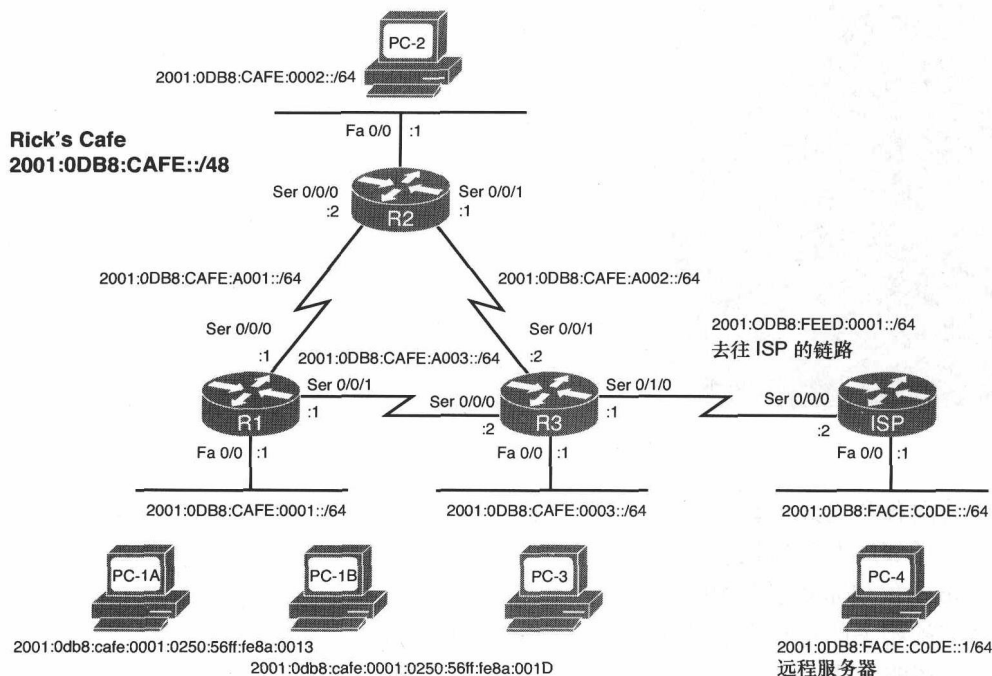 PC-2
2001:0DB8:CAFE:0002::/64
Fa 0/0 :1
Rick's Cafe
2001:0DB8:CAFE::/48
Ser 0/0/0 Ser 0/0/1
:2 :1
R2
2001:0DB8:CAFE:A001::/64 2001:0DB8:CAFE:A002::/64
2001:ODB8:FEED:0001::/64
去往 ISP 的链路
Ser 0/0/0 Ser 0/0/1
:1 2001:0DB8:CAFE:A003::/64 :2
Ser 0/0/1 Ser 0/0/0 Ser 0/1/0 Ser 0/0/0
:1 :2 :1 :2
R1 R3 ISP
Fa 0/0 :1 Fa 0/0 :1 Fa 0/0 :1
2001:0DB8:CAFE:0001::/64 2001:0DB8:CAFE:0003::/64 2001:0DB8:FACE:C0DE::/64
PC-1A PC-1B PC-3 PC-4
2001:0db8:cafe:0001:0250:56ff:fe8a:0013 2001:0DB8:FACE:C0DE::1/64
2001:0db8:cafe:0001:0250:56ff:fe8a:001D 远程服务器